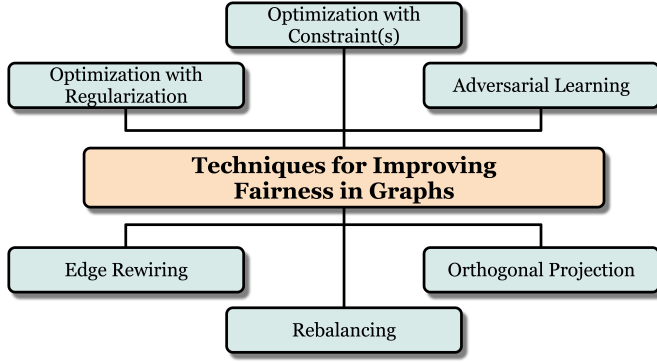 Optimization with
Constraint(s)
Optimization with
Regularization
Adversarial Learning
Techniques for Improving
Fairness in Graphs
Edge Rewiring
Orthogonal Projection
Rebalancing